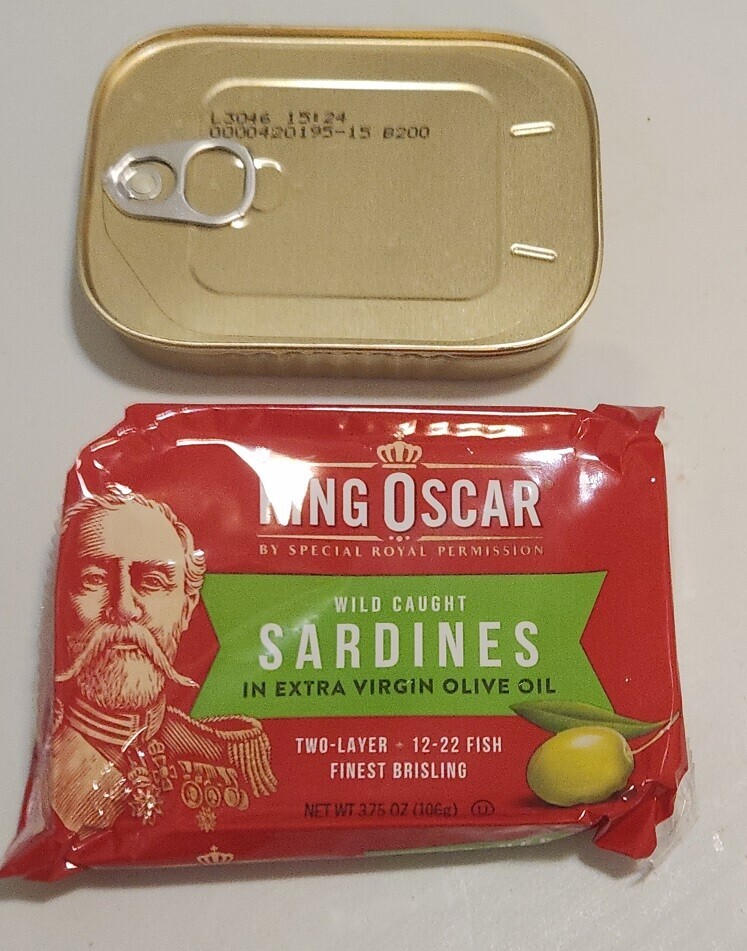 L3046 15:24
0000420195-15 B200
KING OSCAR
BY SPECIAL ROYAL PERMISSION
WILD CAUGHT
SARDINES
IN EXTRA VIRGIN OLIVE OIL
TWO-LAYER + 12-22 FISH
FINEST BRISLING
NET WT 3.75 OZ (106g) U